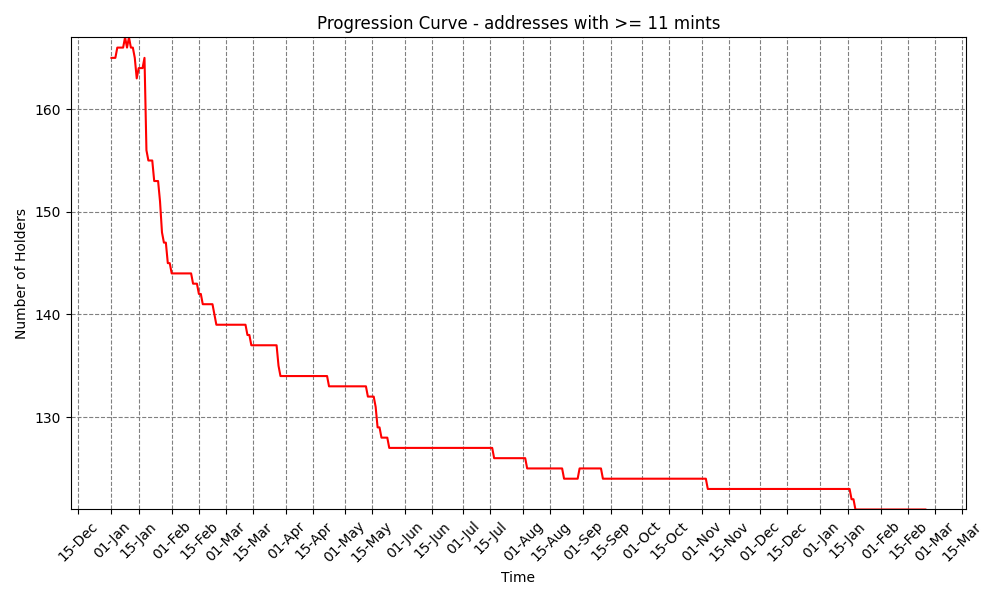 Progression Curve - addresses with >= 11 mints
Number of Holders
160
150
140
130
15-Dec
01-Jan
15-Jan
01-Feb
15-Feb
01-Mar
15-Mar
01-Apr
15-Apr
01-May
15-May
01-Jun
15-Jun
01-Jul
15-Jul
01-Aug
15-Aug
01-Sep
15-Sep
01-Oct
15-Oct
01-Nov
15-Nov
01-Dec
15-Dec
01-Jan
15-Jan
01-Feb
15-Feb
01-Mar
15-Mar
Time